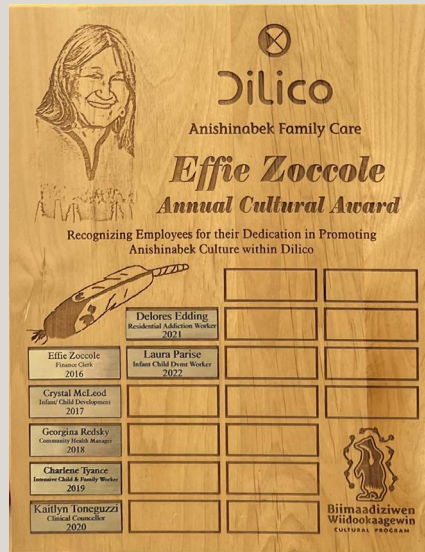 Dilico
Anishinabek Family Care
Effie Zoccole
Annual Cultural Award
Recognizing Employees for their Dedication in Promoting
Anishinabek Culture within Dilico
Effie Zoccole
Finance Clerk
2016
Crystal McLeod
Infant/Child Development
2017
Georgina Redsky
Community Health Manager
2018
Charlene Tyance
Intensive Child & Family Worker
2019
Kaitlyn Toneguzzi
Clinical Councellor
2020
Delores Edding
Residential Addiction Worker
2021
Laura Parise
Infant Child Dvmt Worker
2022
Biimaadiziwen
Wiidookaagewin
CULTURAL PROGRAM